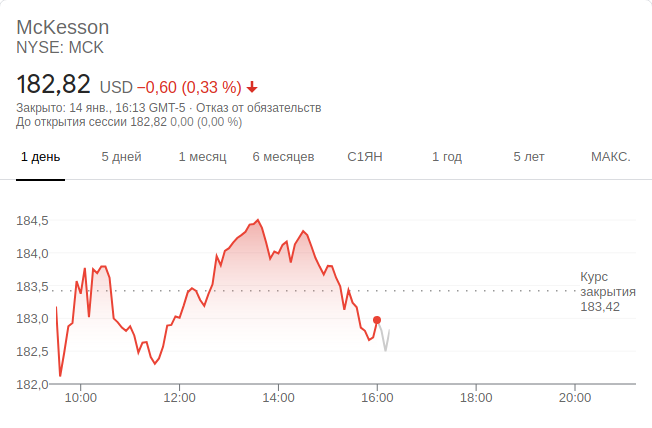 McKesson
NYSE: MCK
182,82 USD −0,60 (0,33 %)
Закрыто: 14 янв., 16:13 GMT-5 · Отказ от обязательств
До открытия сессии 182,82 0,00 (0,00 %)
1 день 5 дней 1 месяц 6 месяцев С1ЯН 1 год 5 лет МАКС.
184,5
184,0
183,5
183,0
182,5
182,0
Курс
закрытия
183,42
10:00 12:00 14:00 16:00 18:00 20:00